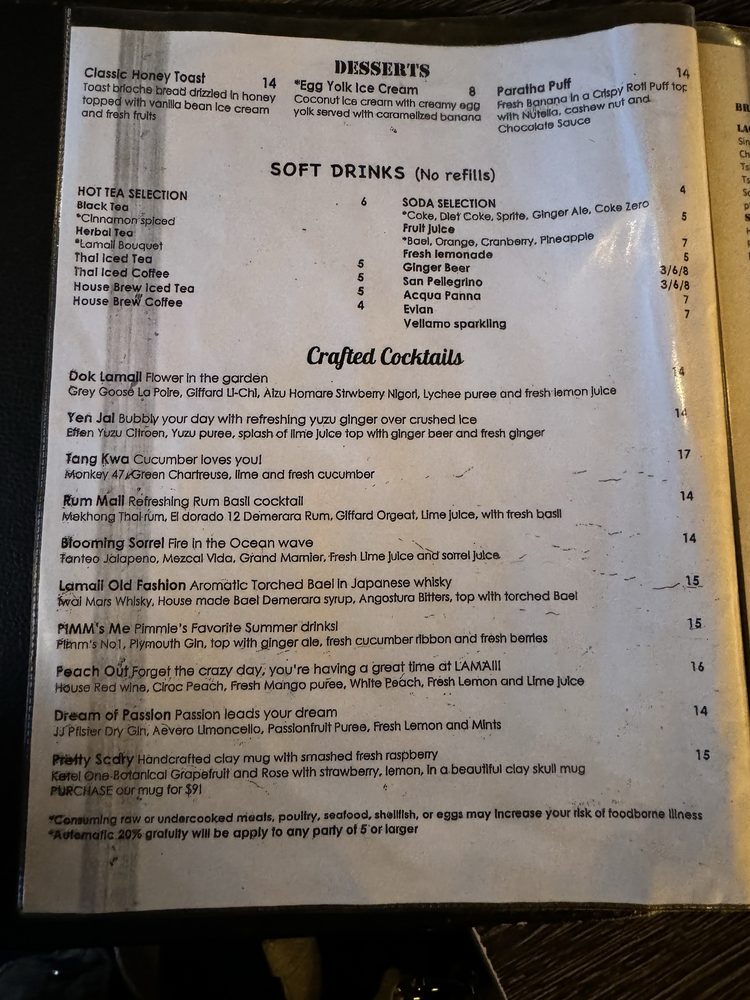 DESSERTS
Classic Honey Toast 14
Toast brioche bread drizzled in honey
topped with vanilla bean ice cream
and fresh fruits
*Egg Yolk Ice Cream 8
Coconut ice cream with creamy egg
yolk served with caramelized banana
Paratha Puff 14
Fresh Banana in a Crispy Roti Puff top
with Nutella, cashew nut and
Chocolate Sauce
SOFT DRINKS (No refills)
HOT TEA SELECTION 6
Black Tea
*Cinnamon spiced
Herbal Tea
*Lamaii Bouquet
Thai Iced Tea 5
Thai Iced Coffee 5
House Brew Iced Tea 5
House Brew Coffee 4
SODA SELECTION 4
*Coke, Diet Coke, Sprite, Ginger Ale, Coke Zero
Fruit juice 5
*Bael, Orange, Cranberry, Pineapple
Fresh lemonade 7
Ginger Beer 5
San Pellegrino 3/6/8
Acqua Panna 3/6/8
Evian 7
Vellamo sparkling 7
Crafted Cocktails
Dok Lamaii Flower in the garden 14
Grey Goose La Poire, Giffard Li-Chi, Aizu Homare Strwberry Nigori, Lychee puree and fresh lemon juice
Yen Jai Bubbly your day with refreshing yuzu ginger over crushed ice 14
Effen Yuzu Citroen, Yuzu puree, splash of lime juice top with ginger beer and fresh ginger
Tang Kwa Cucumber loves you! 17
Monkey 47, Green Chartreuse, lime and fresh cucumber
Rum Maii Refreshing Rum Basil cocktail 14
Mekhong Thai rum, El dorado 12 Demerara Rum, Giffard Orgeat, Lime juice, with fresh basil
Blooming Sorrel Fire in the Ocean wave 14
Tanteo Jalapeno, Mezcal Vida, Grand Marnier, Fresh Lime juice and sorrel juice
Lamaii Old Fashion Aromatic Torched Bael in Japanese whisky 15
Iwai Mars Whisky, House made Bael Demerara syrup, Angostura Bitters, top with torched Bael
PIMM's Me Pimmie's Favorite Summer drinks! 15
Pimm's No1, Plymouth Gin, top with ginger ale, fresh cucumber ribbon and fresh berries
Peach Out Forget the crazy day, you're having a great time at LAMAII! 16
House Red wine, Ciroc Peach, Fresh Mango puree, White Peach, Fresh Lemon and Lime juice
Dream of Passion Passion leads your dream 14
JJ Pfister Dry Gin, Aevero Limoncello, Passionfruit Puree, Fresh Lemon and Mints
Pretty Scary Handcrafted clay mug with smashed fresh raspberry 15
Ketel One Botanical Grapefruit and Rose with strawberry, lemon, in a beautiful clay skull mug
PURCHASE our mug for $9!
*Consuming raw or undercooked meats, poultry, seafood, shellfish, or eggs may increase your risk of foodborne illness
*Automatic 20% gratuity will be apply to any party of 5 or larger